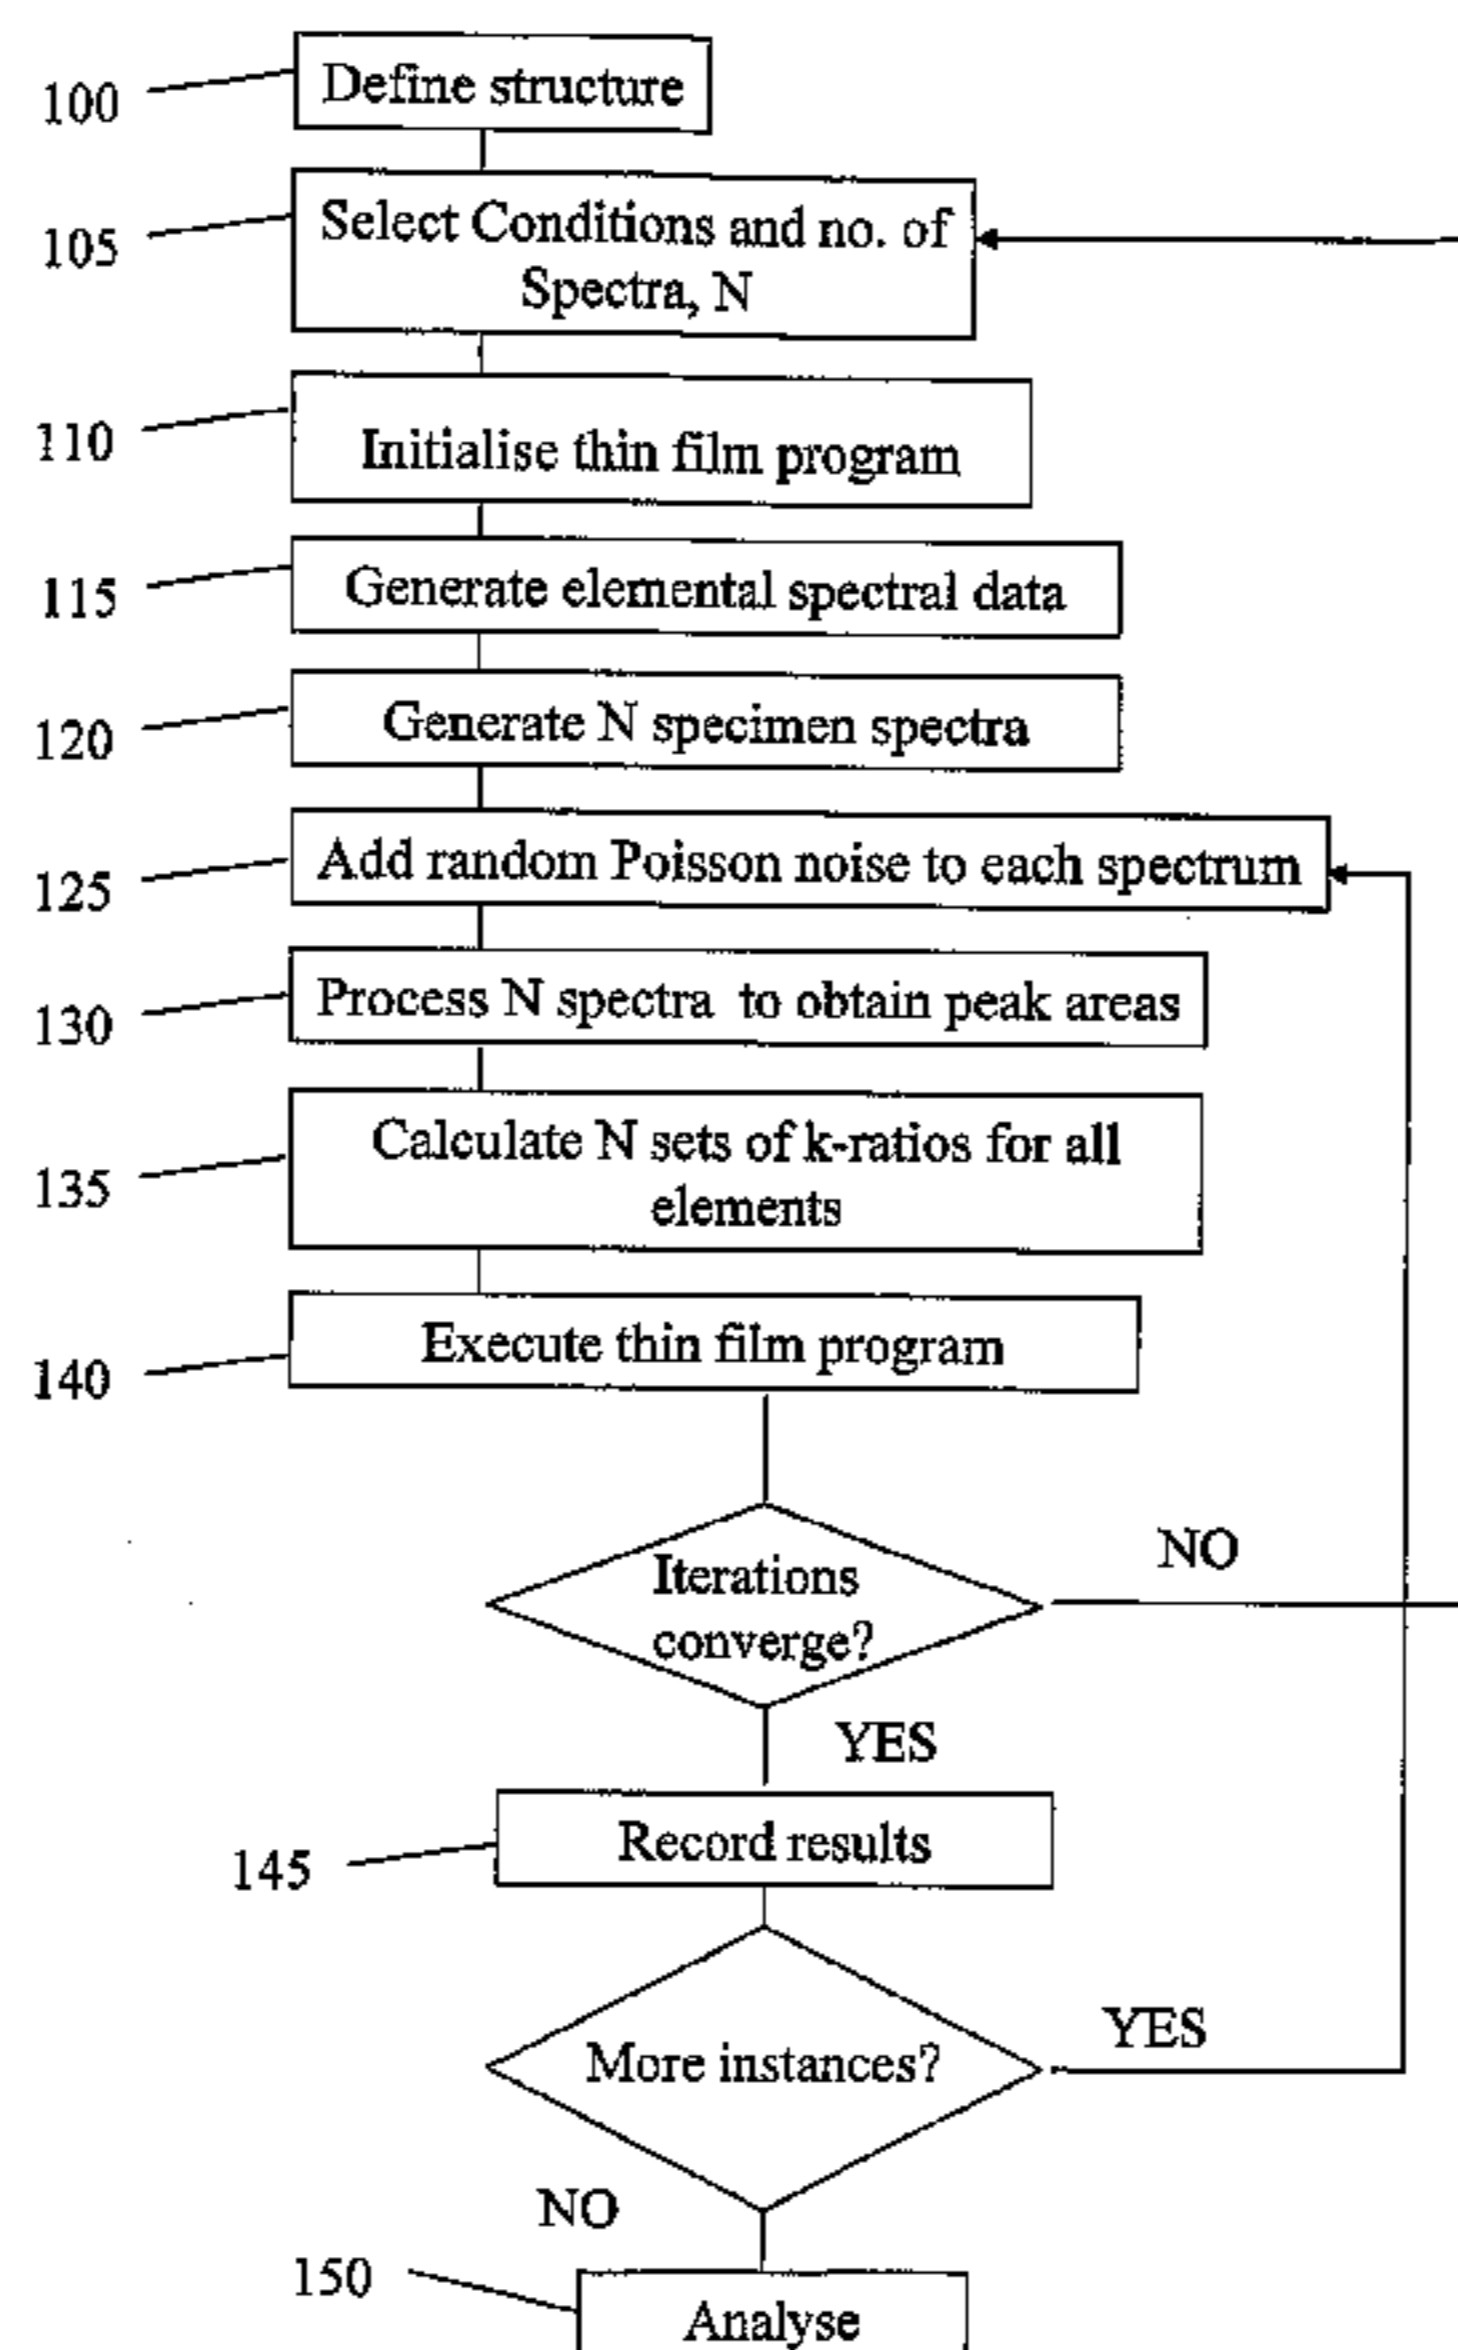 100
Define structure
105
Select Conditions and no. of
Spectra, N
110
Initialise thin film program
115
Generate elemental spectral data
120
Generate N specimen spectra
125
Add random Poisson noise to each spectrum
130
Process N spectra to obtain peak areas
135
Calculate N sets of k-ratios for all
elements
140
Execute thin film program
Iterations
converge?
NO
YES
145
Record results
More instances?
YES
NO
150
Analyse